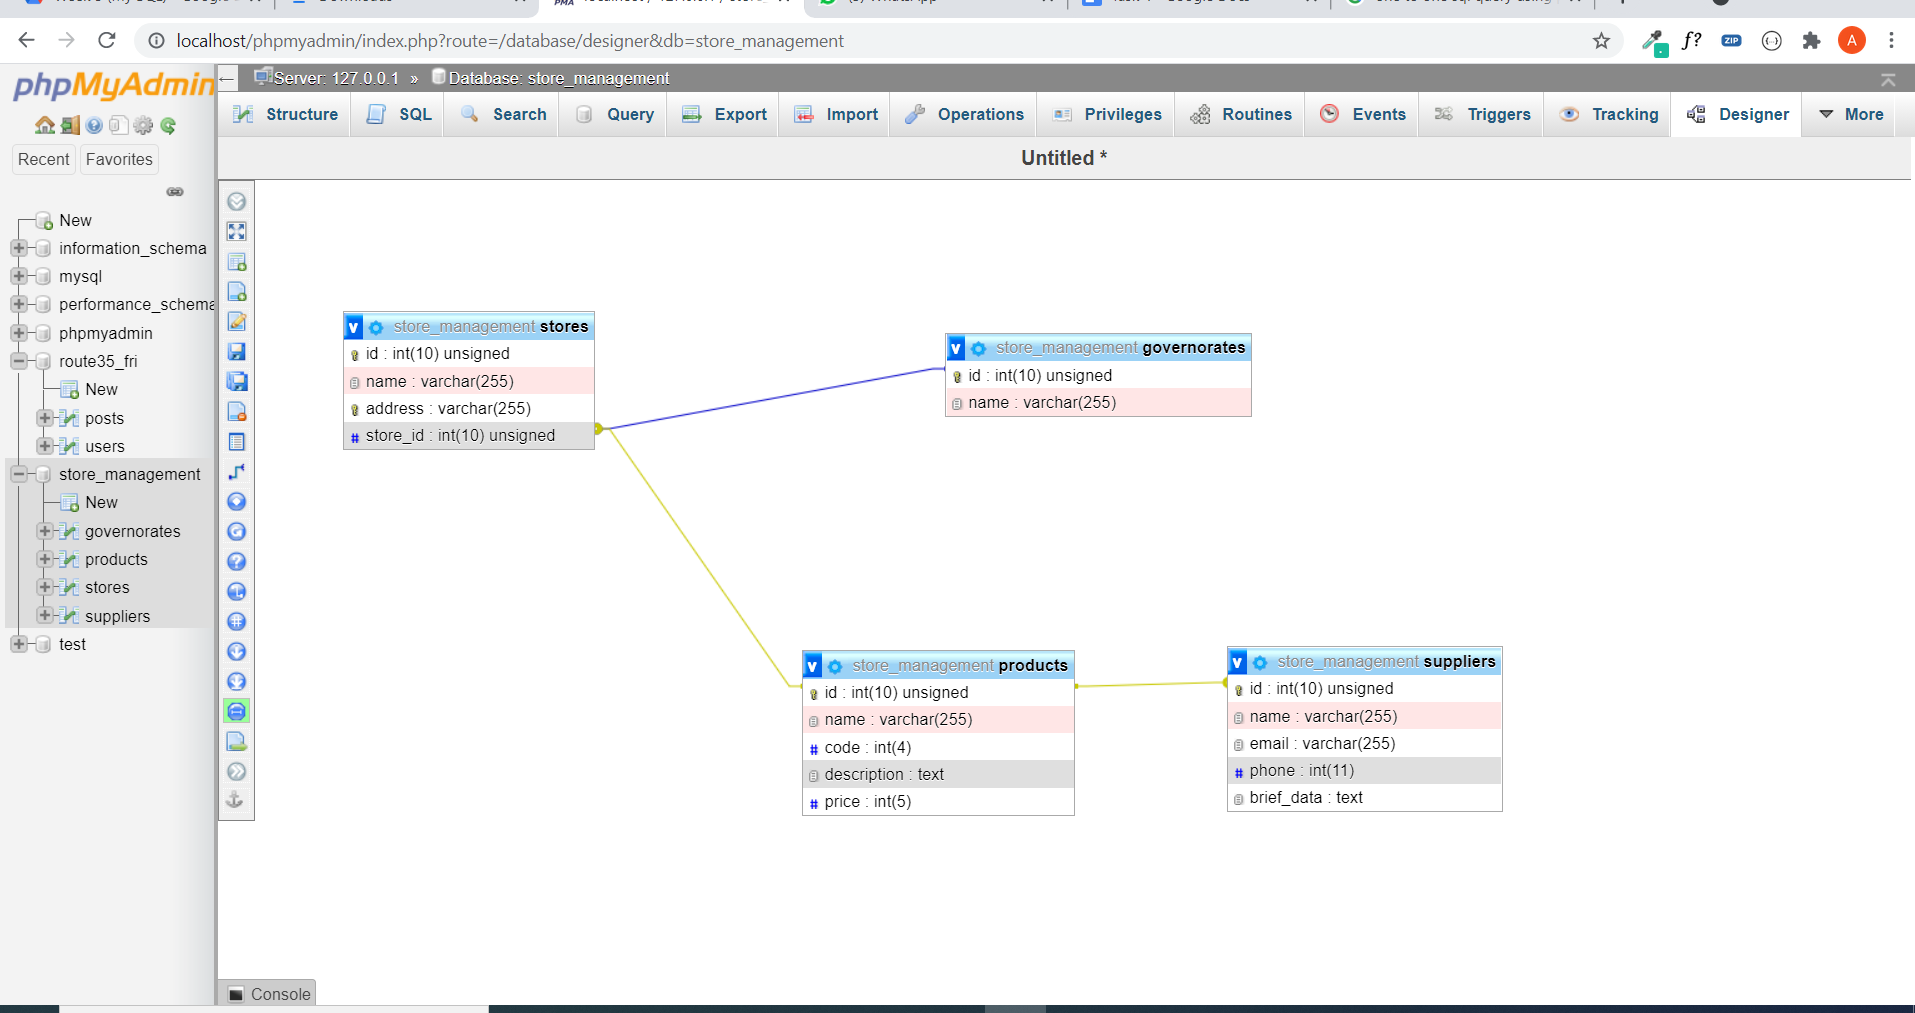 localhost/phpmyadmin/index.php?route=/database/designer&db=store_management
f?
ZIP
A
phpMyAdmin
Server: 127.0.0.1 » Database: store_management
Structure
SQL
Search
Query
Export
Import
Operations
Privileges
Routines
Events
Triggers
Tracking
Designer
More
Recent
Favorites
Untitled *
New
information_schema
mysql
performance_schema
phpmyadmin
route35_fri
New
posts
users
store_management
New
governorates
products
stores
suppliers
test
v store_management stores
id : int(10) unsigned
name : varchar(255)
address : varchar(255)
# store_id : int(10) unsigned
v store_management governorates
id : int(10) unsigned
name : varchar(255)
v store_management products
id : int(10) unsigned
name : varchar(255)
# code : int(4)
description : text
# price : int(5)
v store_management suppliers
id : int(10) unsigned
name : varchar(255)
email : varchar(255)
# phone : int(11)
brief_data : text
Console